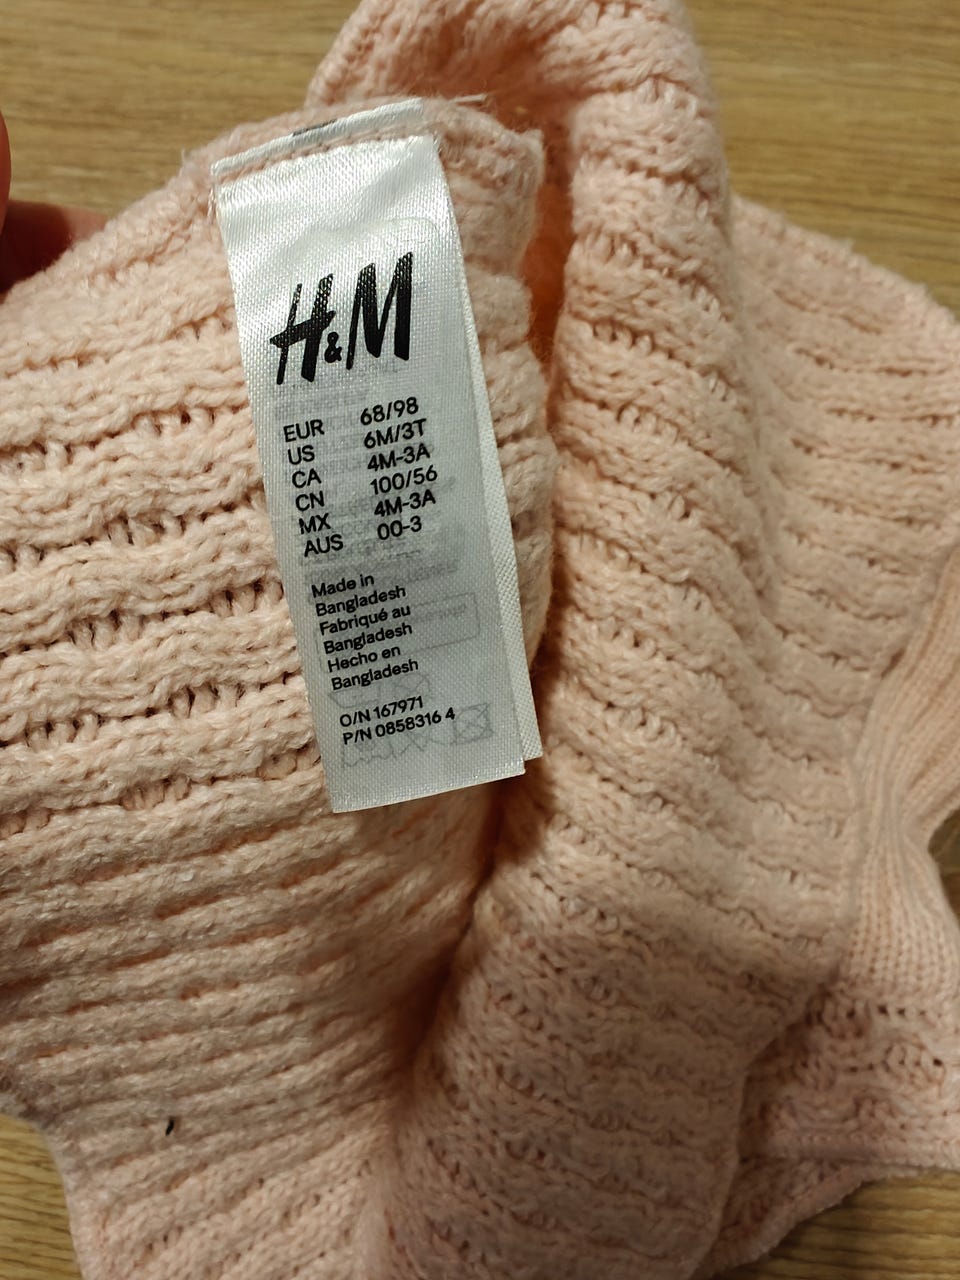 H&M
EUR 68/98
US 6M/3T
CA 4M-3A
CN 100/56
MX 4M-3A
AUS 00-3
Made in
Bangladesh
Fabriqué au
Bangladesh
Hecho en
Bangladesh
O/N 167971
P/N 0858316 4